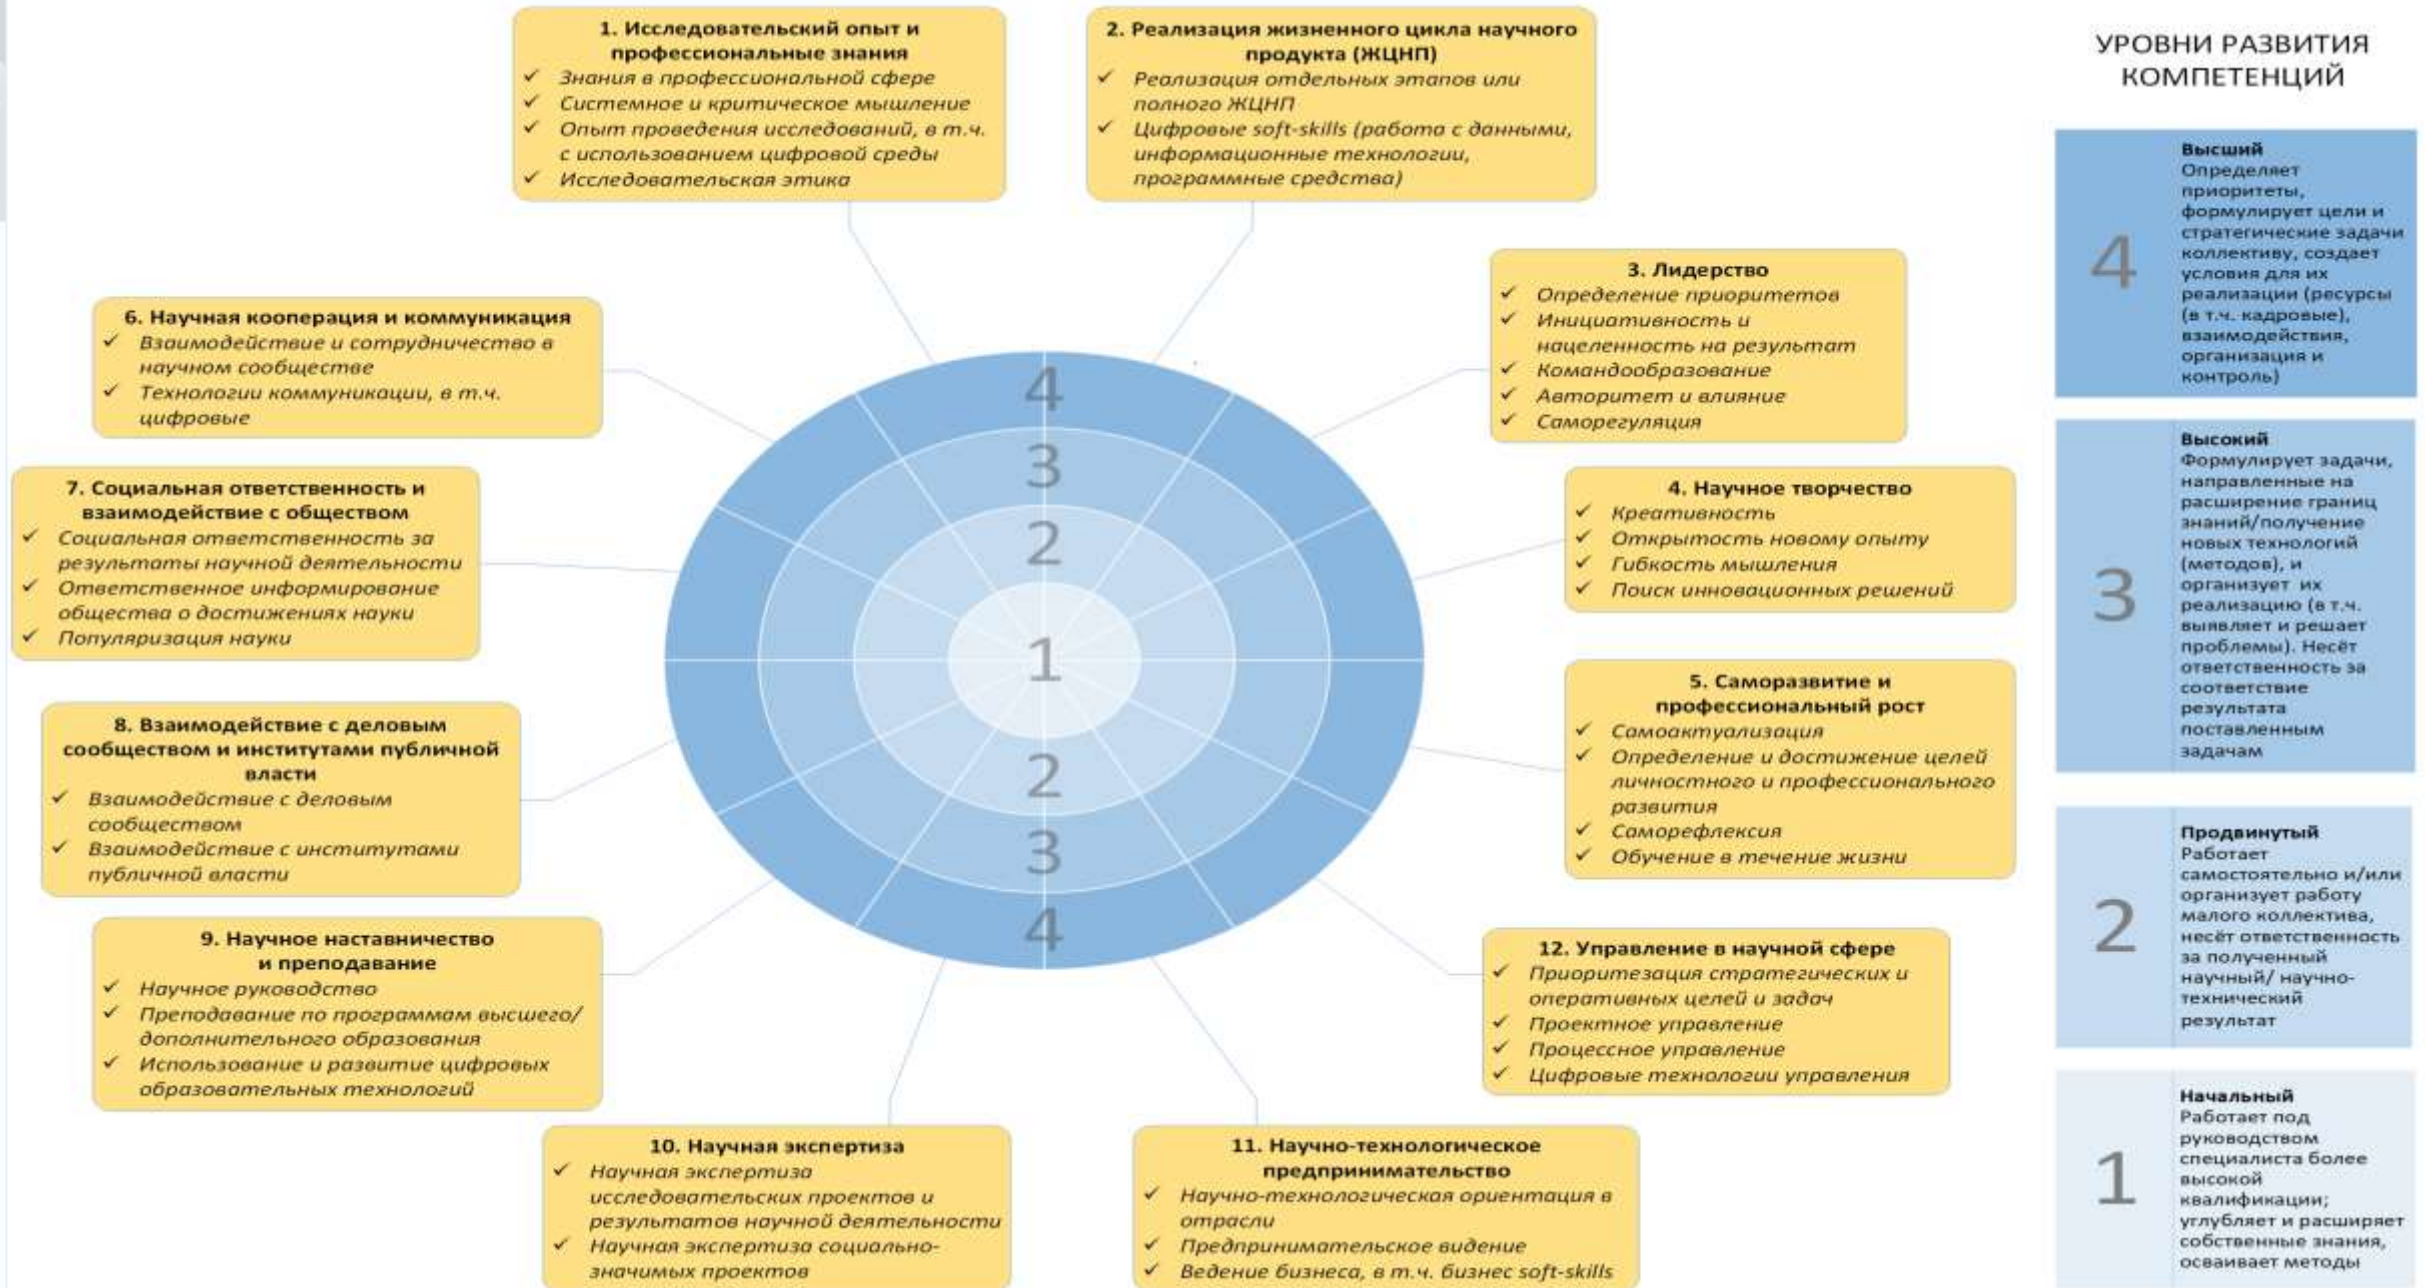 1. Исследовательский опыт и
профессиональные знания
✓ Знания в профессиональной сфере
✓ Системное и критическое мышление
✓ Опыт проведения исследований, в т.ч.
с использованием цифровой среды
✓ Исследовательская этика
2. Реализация жизненного цикла научного
продукта (ЖЦНП)
✓ Реализация отдельных этапов или
полного ЖЦНП
✓ Цифровые soft-skills (работа с данными,
информационные технологии,
программные средства)
3. Лидерство
✓ Определение приоритетов
✓ Инициативность и
нацеленность на результат
✓ Командообразование
✓ Авторитет и влияние
✓ Саморегуляция
4. Научное творчество
✓ Креативность
✓ Открытость новому опыту
✓ Гибкость мышления
✓ Поиск инновационных решений
5. Саморазвитие и
профессиональный рост
✓ Самоактуализация
✓ Определение и достижение целей
личностного и профессионального
развития
✓ Саморефлексия
✓ Обучение в течение жизни
6. Научная кооперация и коммуникация
✓ Взаимодействие и сотрудничество в
научном сообществе
✓ Технологии коммуникации, в т.ч.
цифровые
7. Социальная ответственность и
взаимодействие с обществом
✓ Социальная ответственность за
результаты научной деятельности
✓ Ответственное информирование
общества о достижениях науки
✓ Популяризация науки
8. Взаимодействие с деловым
сообществом и институтами публичной
власти
✓ Взаимодействие с деловым
сообществом
✓ Взаимодействие с институтами
публичной власти
9. Научное наставничество
и преподавание
✓ Научное руководство
✓ Преподавание по программам высшего/
дополнительного образования
✓ Использование и развитие цифровых
образовательных технологий
10. Научная экспертиза
✓ Научная экспертиза
исследовательских проектов и
результатов научной деятельности
✓ Научная экспертиза социально-
значимых проектов
11. Научно-технологическое
предпринимательство
✓ Научно-технологическая ориентация в
отрасли
✓ Предпринимательское видение
✓ Ведение бизнеса, в т.ч. бизнес soft-skills
12. Управление в научной сфере
✓ Приоритезация стратегических и
оперативных целей и задач
✓ Проектное управление
✓ Процессное управление
✓ Цифровые технологии управления
4
3
2
1
2
3
4
УРОВНИ РАЗВИТИЯ
КОМПЕТЕНЦИЙ
4
Высший
Определяет
приоритеты,
формулирует цели и
стратегические задачи
коллективу, создает
условия для их
реализации (ресурсы
(в т.ч. кадровые),
взаимодействия,
организация и
контроль)
3
Высокий
Формулирует задачи,
направленные на
расширение границ
знаний/получение
новых технологий
(методов), и
организует их
реализацию (в т.ч.
выявляет и решает
проблемы). Несёт
ответственность за
соответствие
результата
поставленным
задачам
2
Продвинутый
Работает
самостоятельно и/или
организует работу
малого коллектива,
несёт ответственность
за полученный
научный/ научно-
технический
результат
1
Начальный
Работает под
руководством
специалиста более
высокой
квалификации;
углубляет и расширяет
собственные знания,
осваивает методы